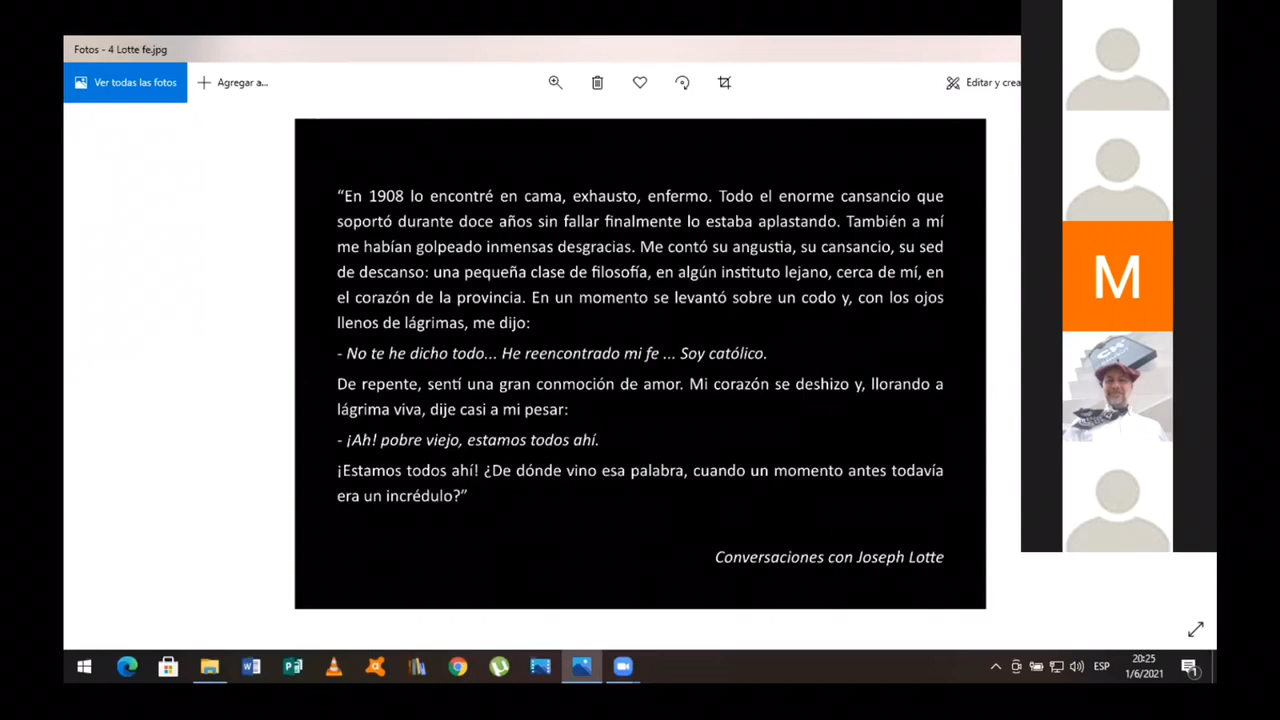 Fotos - 4 Lotte fe.jpg
Ver todas las fotos
Agregar a...
Editar y crea
“En 1908 lo encontré en cama, exhausto, enfermo. Todo el enorme cansancio que
soportó durante doce años sin fallar finalmente lo estaba aplastando. También a mí
me habían golpeado inmensas desgracias. Me contó su angustia, su cansancio, su sed
de descanso: una pequeña clase de filosofía, en algún instituto lejano, cerca de mí, en
el corazón de la provincia. En un momento se levantó sobre un codo y, con los ojos
llenos de lágrimas, me dijo:
- No te he dicho todo... He reencontrado mi fe ... Soy católico.
De repente, sentí una gran conmoción de amor. Mi corazón se deshizo y, llorando a
lágrima viva, dije casi a mi pesar:
- ¡Ah! pobre viejo, estamos todos ahí.
¡Estamos todos ahí! ¿De dónde vino esa palabra, cuando un momento antes todavía
era un incrédulo?”
Conversaciones con Joseph Lotte
M
ESP
20:25
1/6/2021
1